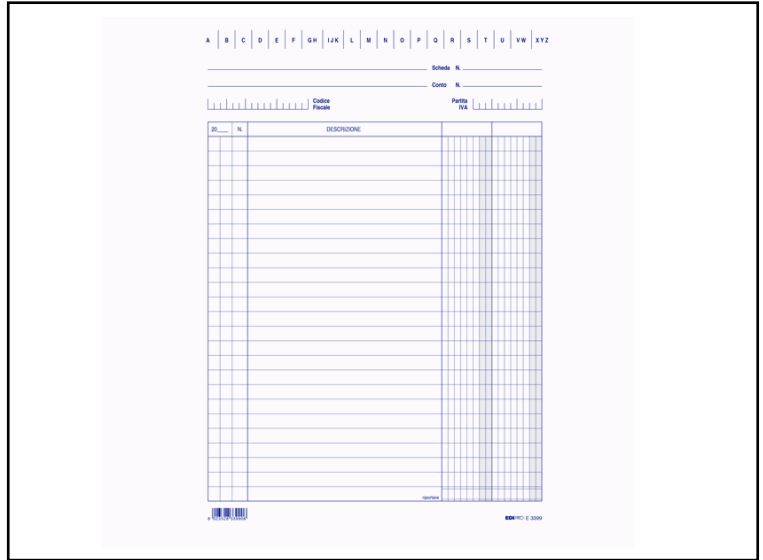 A B C D E F GH IJK L M N O P Q R S T U VW XYZ
Scheda N.
Conto N.
Codice Fiscale
Partita IVA
20 N. DESCRIZIONE
riportare
EDIPRO E 3399